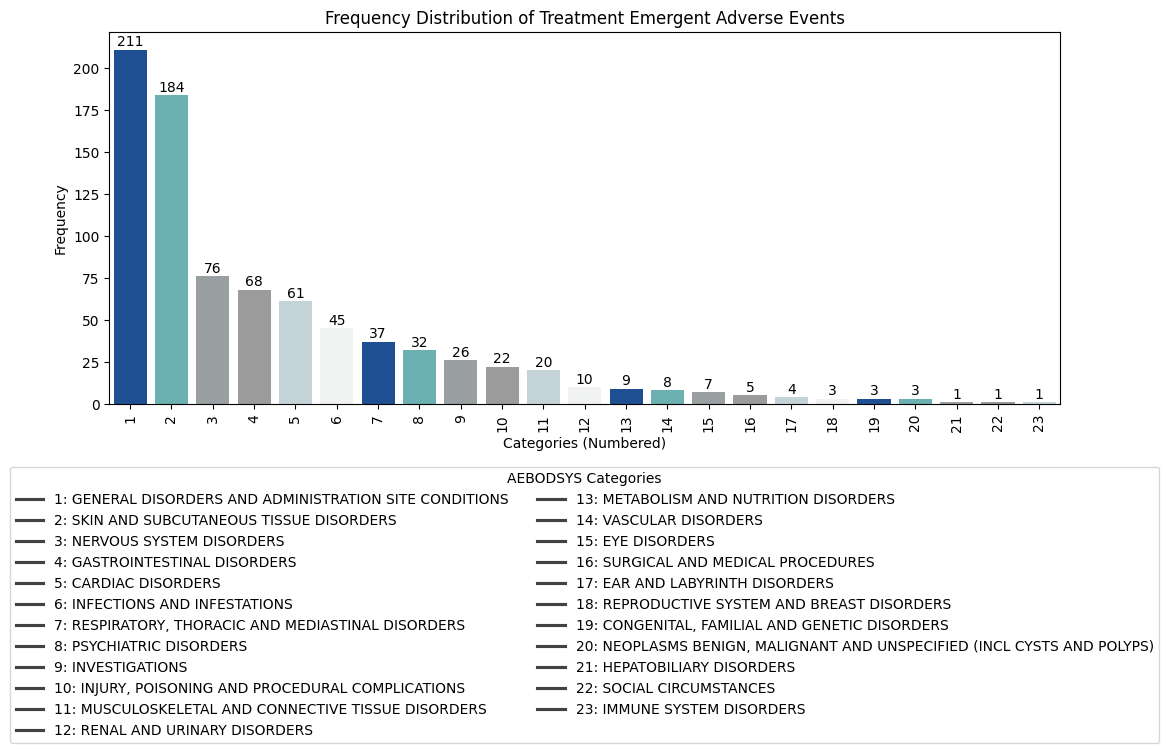 Frequency Distribution of Treatment Emergent Adverse Events
211
184
76
68
61
45
37
32
26
22
20
10
9
8
7
5
4
3
3
3
1
1
1
200
175
150
125
100
75
50
25
0
Frequency
1
2
3
4
5
6
7
8
9
10
11
12
13
14
15
16
17
18
19
20
21
22
23
Categories (Numbered)
AEBODSYS Categories
1: GENERAL DISORDERS AND ADMINISTRATION SITE CONDITIONS
2: SKIN AND SUBCUTANEOUS TISSUE DISORDERS
3: NERVOUS SYSTEM DISORDERS
4: GASTROINTESTINAL DISORDERS
5: CARDIAC DISORDERS
6: INFECTIONS AND INFESTATIONS
7: RESPIRATORY, THORACIC AND MEDIASTINAL DISORDERS
8: PSYCHIATRIC DISORDERS
9: INVESTIGATIONS
10: INJURY, POISONING AND PROCEDURAL COMPLICATIONS
11: MUSCULOSKELETAL AND CONNECTIVE TISSUE DISORDERS
12: RENAL AND URINARY DISORDERS
13: METABOLISM AND NUTRITION DISORDERS
14: VASCULAR DISORDERS
15: EYE DISORDERS
16: SURGICAL AND MEDICAL PROCEDURES
17: EAR AND LABYRINTH DISORDERS
18: REPRODUCTIVE SYSTEM AND BREAST DISORDERS
19: CONGENITAL, FAMILIAL AND GENETIC DISORDERS
20: NEOPLASMS BENIGN, MALIGNANT AND UNSPECIFIED (INCL CYSTS AND POLYPS)
21: HEPATOBILIARY DISORDERS
22: SOCIAL CIRCUMSTANCES
23: IMMUNE SYSTEM DISORDERS